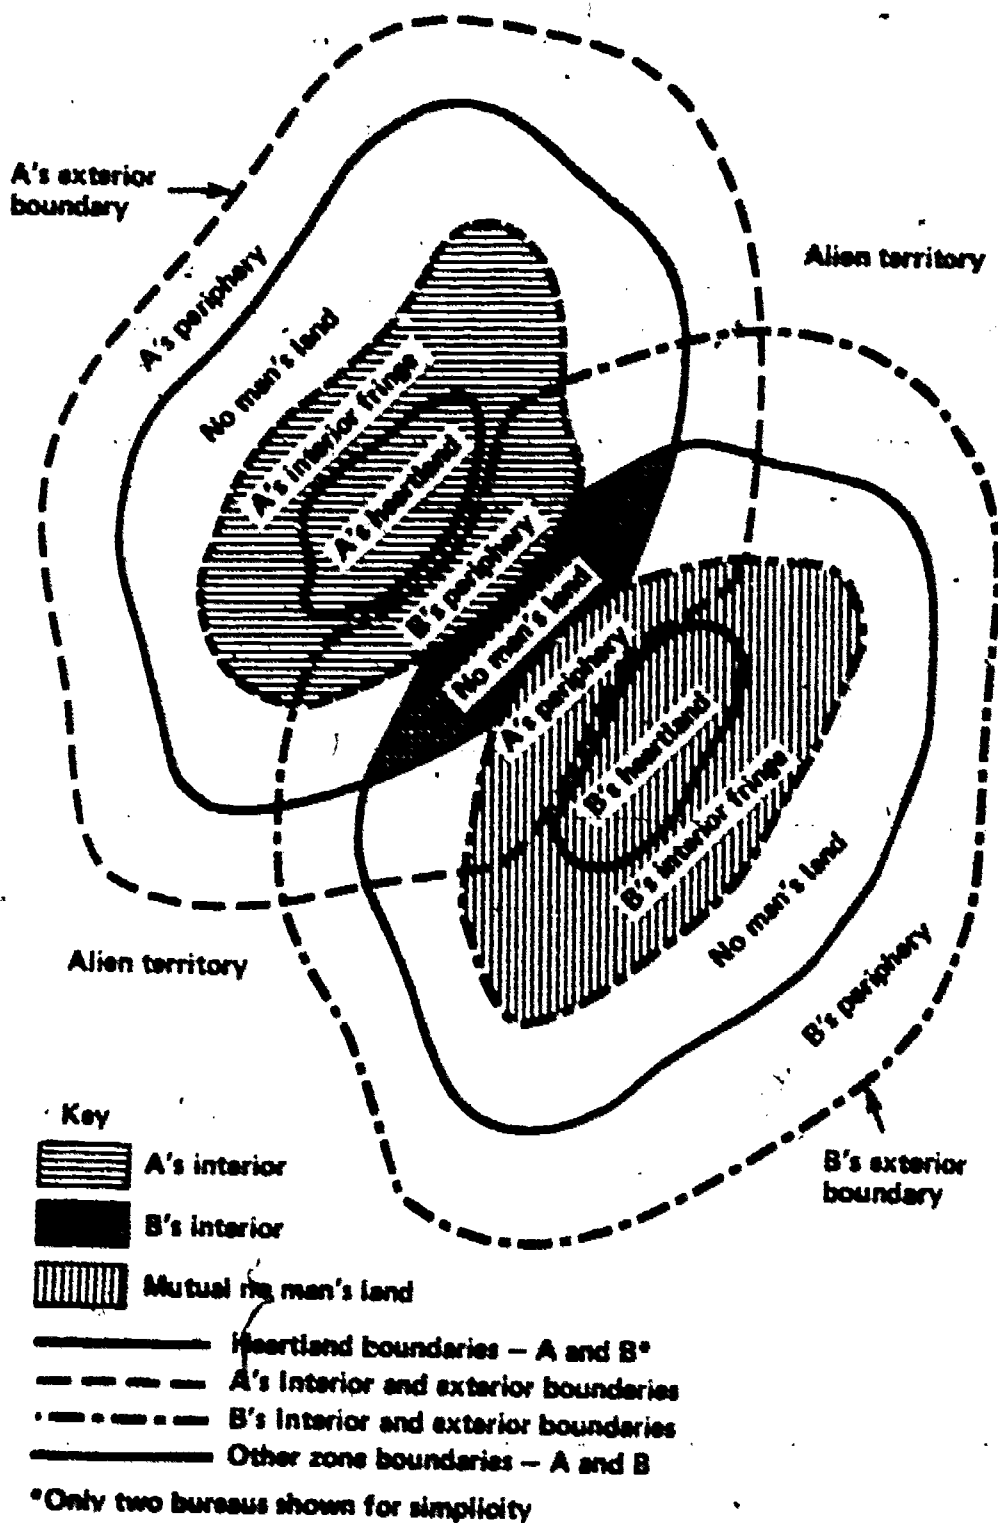 A's exterior
boundary
Alien territory
A's periphery
No man's land
A's interior fringe
A's heartland
B's periphery
No man's land
A's periphery
B's heartland
B's interior fringe
No man's land
B's periphery
Alien territory
B's exterior
boundary
Key
A's interior
B's interior
Mutual no man's land
Heartland boundaries – A and B*
A's Interior and exterior boundaries
B's Interior and exterior boundaries
Other zone boundaries – A and B
*Only two bureaus shown for simplicity